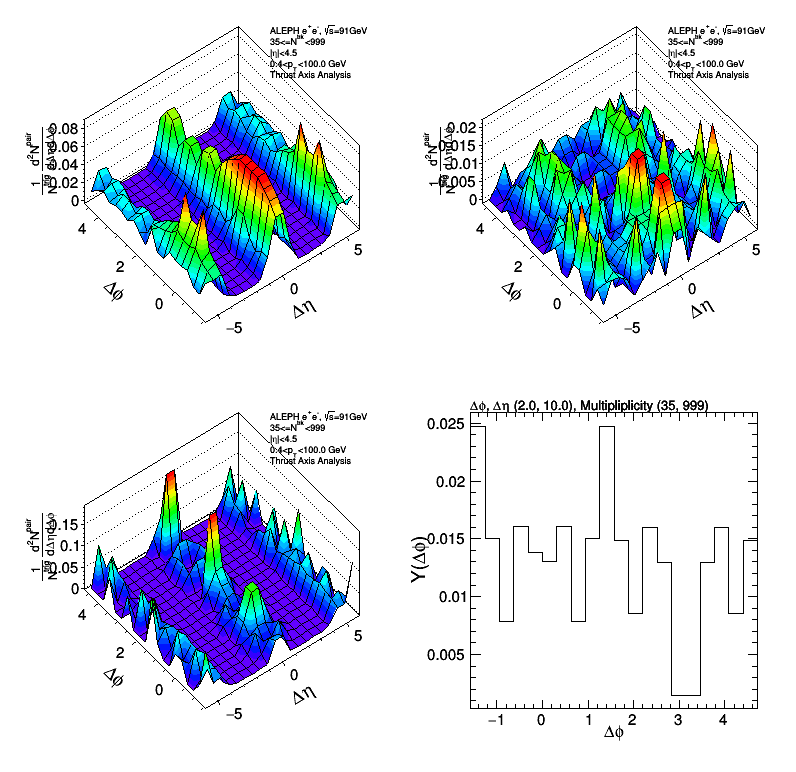 ALEPH e⁺e⁻, √s=91GeV
35<=N^trk<999
|η|<4.5
0.4<p_T<100.0 GeV
Thrust Axis Analysis
0.08
0.06
0.04
0.02
0
4
2
0
Δφ
−5
0
5
Δη
ALEPH e⁺e⁻, √s=91GeV
35<=N^trk<999
|η|<4.5
0.4<p_T<100.0 GeV
Thrust Axis Analysis
0.02
0.015
0.01
0.005
0
4
2
0
Δφ
−5
0
5
Δη
ALEPH e⁺e⁻, √s=91GeV
35<=N^trk<999
|η|<4.5
0.4<p_T<100.0 GeV
Thrust Axis Analysis
0.15
0.1
0.05
0
4
2
0
Δφ
−5
0
5
Δη
Δφ, Δη (2.0, 10.0), Multipliplicity (35, 999)
0.025
0.02
0.015
0.01
0.005
Y(Δφ)
−1 0 1 2 3 4
Δφ